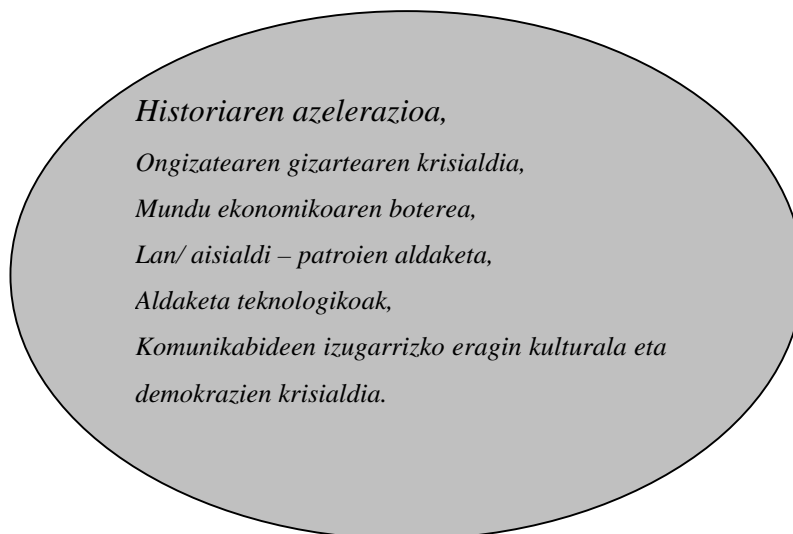 Historiaren azelerazioa,
Ongizatearen gizartearen krisialdia,
Mundu ekonomikoaren boterea,
Lan/ aisialdi – patroien aldaketa,
Aldaketa teknologikoak,
Komunikabideen izugarrizko eragin kulturala eta
demokrazien krisialdia.